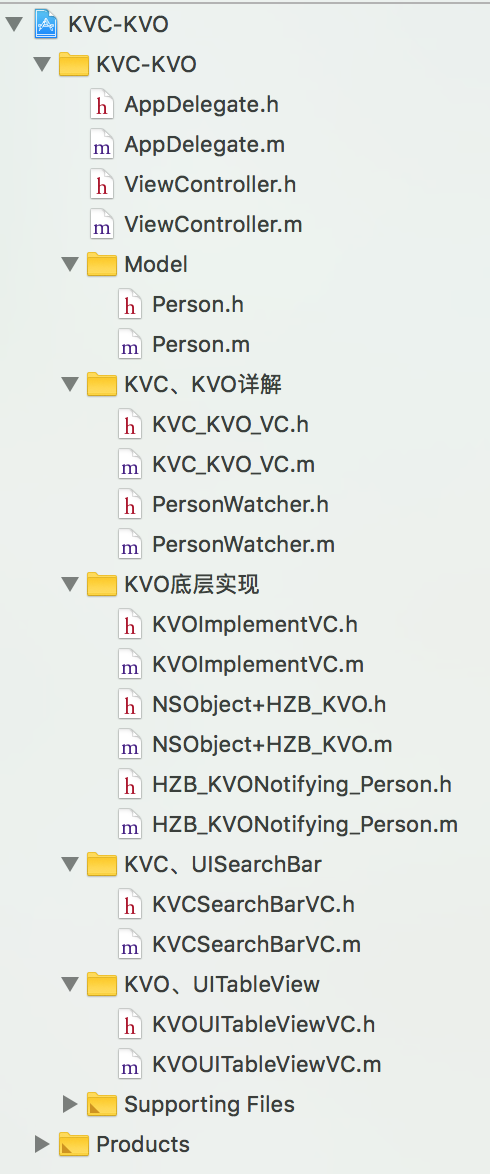 KVC-KVO
KVC-KVO
h AppDelegate.h
m AppDelegate.m
h ViewController.h
m ViewController.m
Model
h Person.h
m Person.m
KVC、KVO详解
h KVC_KVO_VC.h
m KVC_KVO_VC.m
h PersonWatcher.h
m PersonWatcher.m
KVO底层实现
h KVOImplementVC.h
m KVOImplementVC.m
h NSObject+HZB_KVO.h
m NSObject+HZB_KVO.m
h HZB_KVONotifying_Person.h
m HZB_KVONotifying_Person.m
KVC、UISearchBar
h KVCSearchBarVC.h
m KVCSearchBarVC.m
KVO、UITableView
h KVOUITableViewVC.h
m KVOUITableViewVC.m
Supporting Files
Products